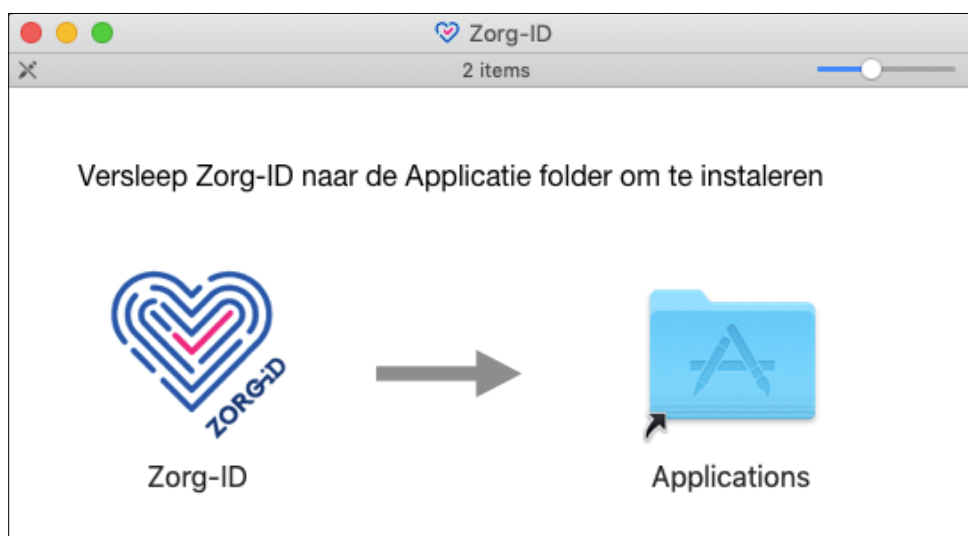 Zorg-ID
2 items
Versleep Zorg-ID naar de Applicatie folder om te instaleren
ZORG-iD
Zorg-ID
Applications